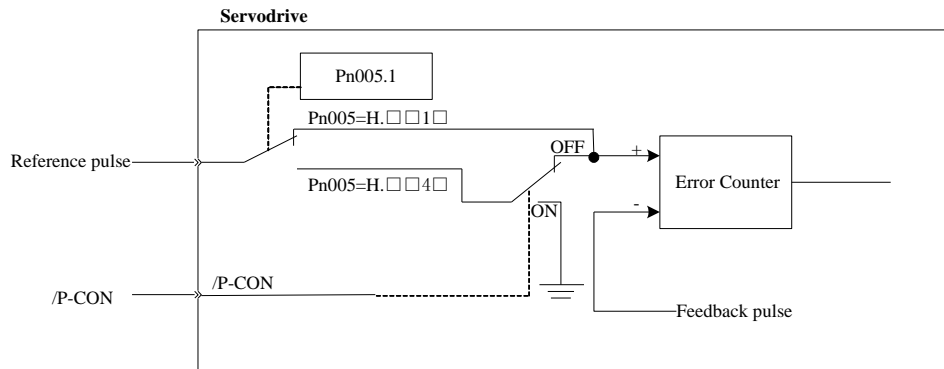 Servodrive
Pn005.1
Pn005=H.□□1□
Reference pulse
OFF
+
Error Counter
Pn005=H.□□4□
-
ON
/P-CON
/P-CON
Feedback pulse